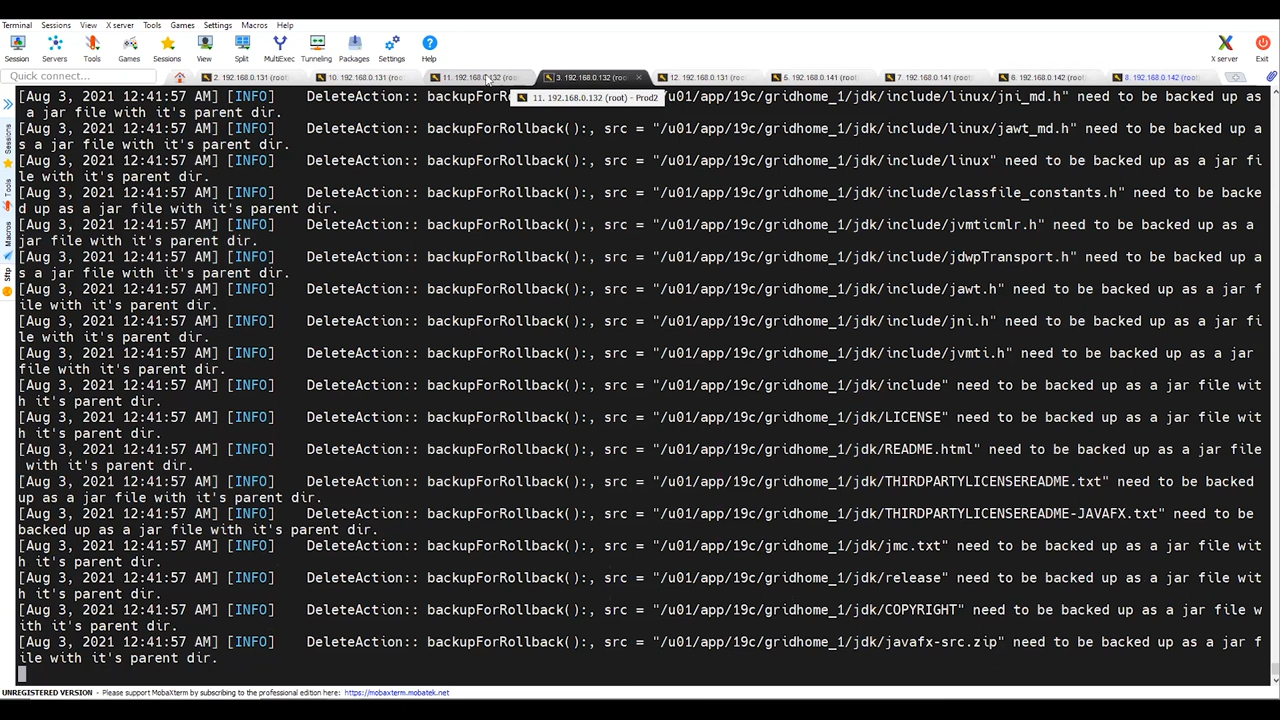 Terminal Sessions View X server Tools Games Settings Macros Help
Session Servers Tools Games Sessions View Split MultiExec Tunneling Packages Settings Help X server Exit
Quick connect... 2. 192.168.0.131 (root) 10. 192.168.0.131 (root) 11. 192.168.0.132 (root) 3. 192.168.0.132 (root) 12. 192.168.0.131 (root) 5. 192.168.0.141 (root) 7. 192.168.0.141 (root) 6. 192.168.0.142 (root) 8. 192.168.0.142 (root)
11. 192.168.0.132 (root) - Prod2
Sessions
Tools
Macros
Sftp
[Aug 3, 2021 12:41:57 AM] [INFO] DeleteAction:: backupForR "/u01/app/19c/gridhome_1/jdk/include/linux/jni_md.h" need to be backed up as
a jar file with it's parent dir.
[Aug 3, 2021 12:41:57 AM] [INFO] DeleteAction:: backupForRollback():, src = "/u01/app/19c/gridhome_1/jdk/include/linux/jawt_md.h" need to be backed up a
s a jar file with it's parent dir.
[Aug 3, 2021 12:41:57 AM] [INFO] DeleteAction:: backupForRollback():, src = "/u01/app/19c/gridhome_1/jdk/include/linux" need to be backed up as a jar fi
le with it's parent dir.
[Aug 3, 2021 12:41:57 AM] [INFO] DeleteAction:: backupForRollback():, src = "/u01/app/19c/gridhome_1/jdk/include/classfile_constants.h" need to be backe
d up as a jar file with it's parent dir.
[Aug 3, 2021 12:41:57 AM] [INFO] DeleteAction:: backupForRollback():, src = "/u01/app/19c/gridhome_1/jdk/include/jvmticmlr.h" need to be backed up as a
jar file with it's parent dir.
[Aug 3, 2021 12:41:57 AM] [INFO] DeleteAction:: backupForRollback():, src = "/u01/app/19c/gridhome_1/jdk/include/jdwpTransport.h" need to be backed up a
s a jar file with it's parent dir.
[Aug 3, 2021 12:41:57 AM] [INFO] DeleteAction:: backupForRollback():, src = "/u01/app/19c/gridhome_1/jdk/include/jawt.h" need to be backed up as a jar f
ile with it's parent dir.
[Aug 3, 2021 12:41:57 AM] [INFO] DeleteAction:: backupForRollback():, src = "/u01/app/19c/gridhome_1/jdk/include/jni.h" need to be backed up as a jar fi
le with it's parent dir.
[Aug 3, 2021 12:41:57 AM] [INFO] DeleteAction:: backupForRollback():, src = "/u01/app/19c/gridhome_1/jdk/include/jvmti.h" need to be backed up as a jar
file with it's parent dir.
[Aug 3, 2021 12:41:57 AM] [INFO] DeleteAction:: backupForRollback():, src = "/u01/app/19c/gridhome_1/jdk/include" need to be backed up as a jar file wit
h it's parent dir.
[Aug 3, 2021 12:41:57 AM] [INFO] DeleteAction:: backupForRollback():, src = "/u01/app/19c/gridhome_1/jdk/LICENSE" need to be backed up as a jar file wit
h it's parent dir.
[Aug 3, 2021 12:41:57 AM] [INFO] DeleteAction:: backupForRollback():, src = "/u01/app/19c/gridhome_1/jdk/README.html" need to be backed up as a jar file
with it's parent dir.
[Aug 3, 2021 12:41:57 AM] [INFO] DeleteAction:: backupForRollback():, src = "/u01/app/19c/gridhome_1/jdk/THIRDPARTYLICENSEREADME.txt" need to be backed
up as a jar file with it's parent dir.
[Aug 3, 2021 12:41:57 AM] [INFO] DeleteAction:: backupForRollback():, src = "/u01/app/19c/gridhome_1/jdk/THIRDPARTYLICENSEREADME-JAVAFX.txt" need to be
backed up as a jar file with it's parent dir.
[Aug 3, 2021 12:41:57 AM] [INFO] DeleteAction:: backupForRollback():, src = "/u01/app/19c/gridhome_1/jdk/jmc.txt" need to be backed up as a jar file wit
h it's parent dir.
[Aug 3, 2021 12:41:57 AM] [INFO] DeleteAction:: backupForRollback():, src = "/u01/app/19c/gridhome_1/jdk/release" need to be backed up as a jar file wit
h it's parent dir.
[Aug 3, 2021 12:41:57 AM] [INFO] DeleteAction:: backupForRollback():, src = "/u01/app/19c/gridhome_1/jdk/COPYRIGHT" need to be backed up as a jar file w
ith it's parent dir.
[Aug 3, 2021 12:41:57 AM] [INFO] DeleteAction:: backupForRollback():, src = "/u01/app/19c/gridhome_1/jdk/javafx-src.zip" need to be backed up as a jar f
ile with it's parent dir.
UNREGISTERED VERSION - Please support MobaXterm by subscribing to the professional edition here: https://mobaxterm.mobatek.net